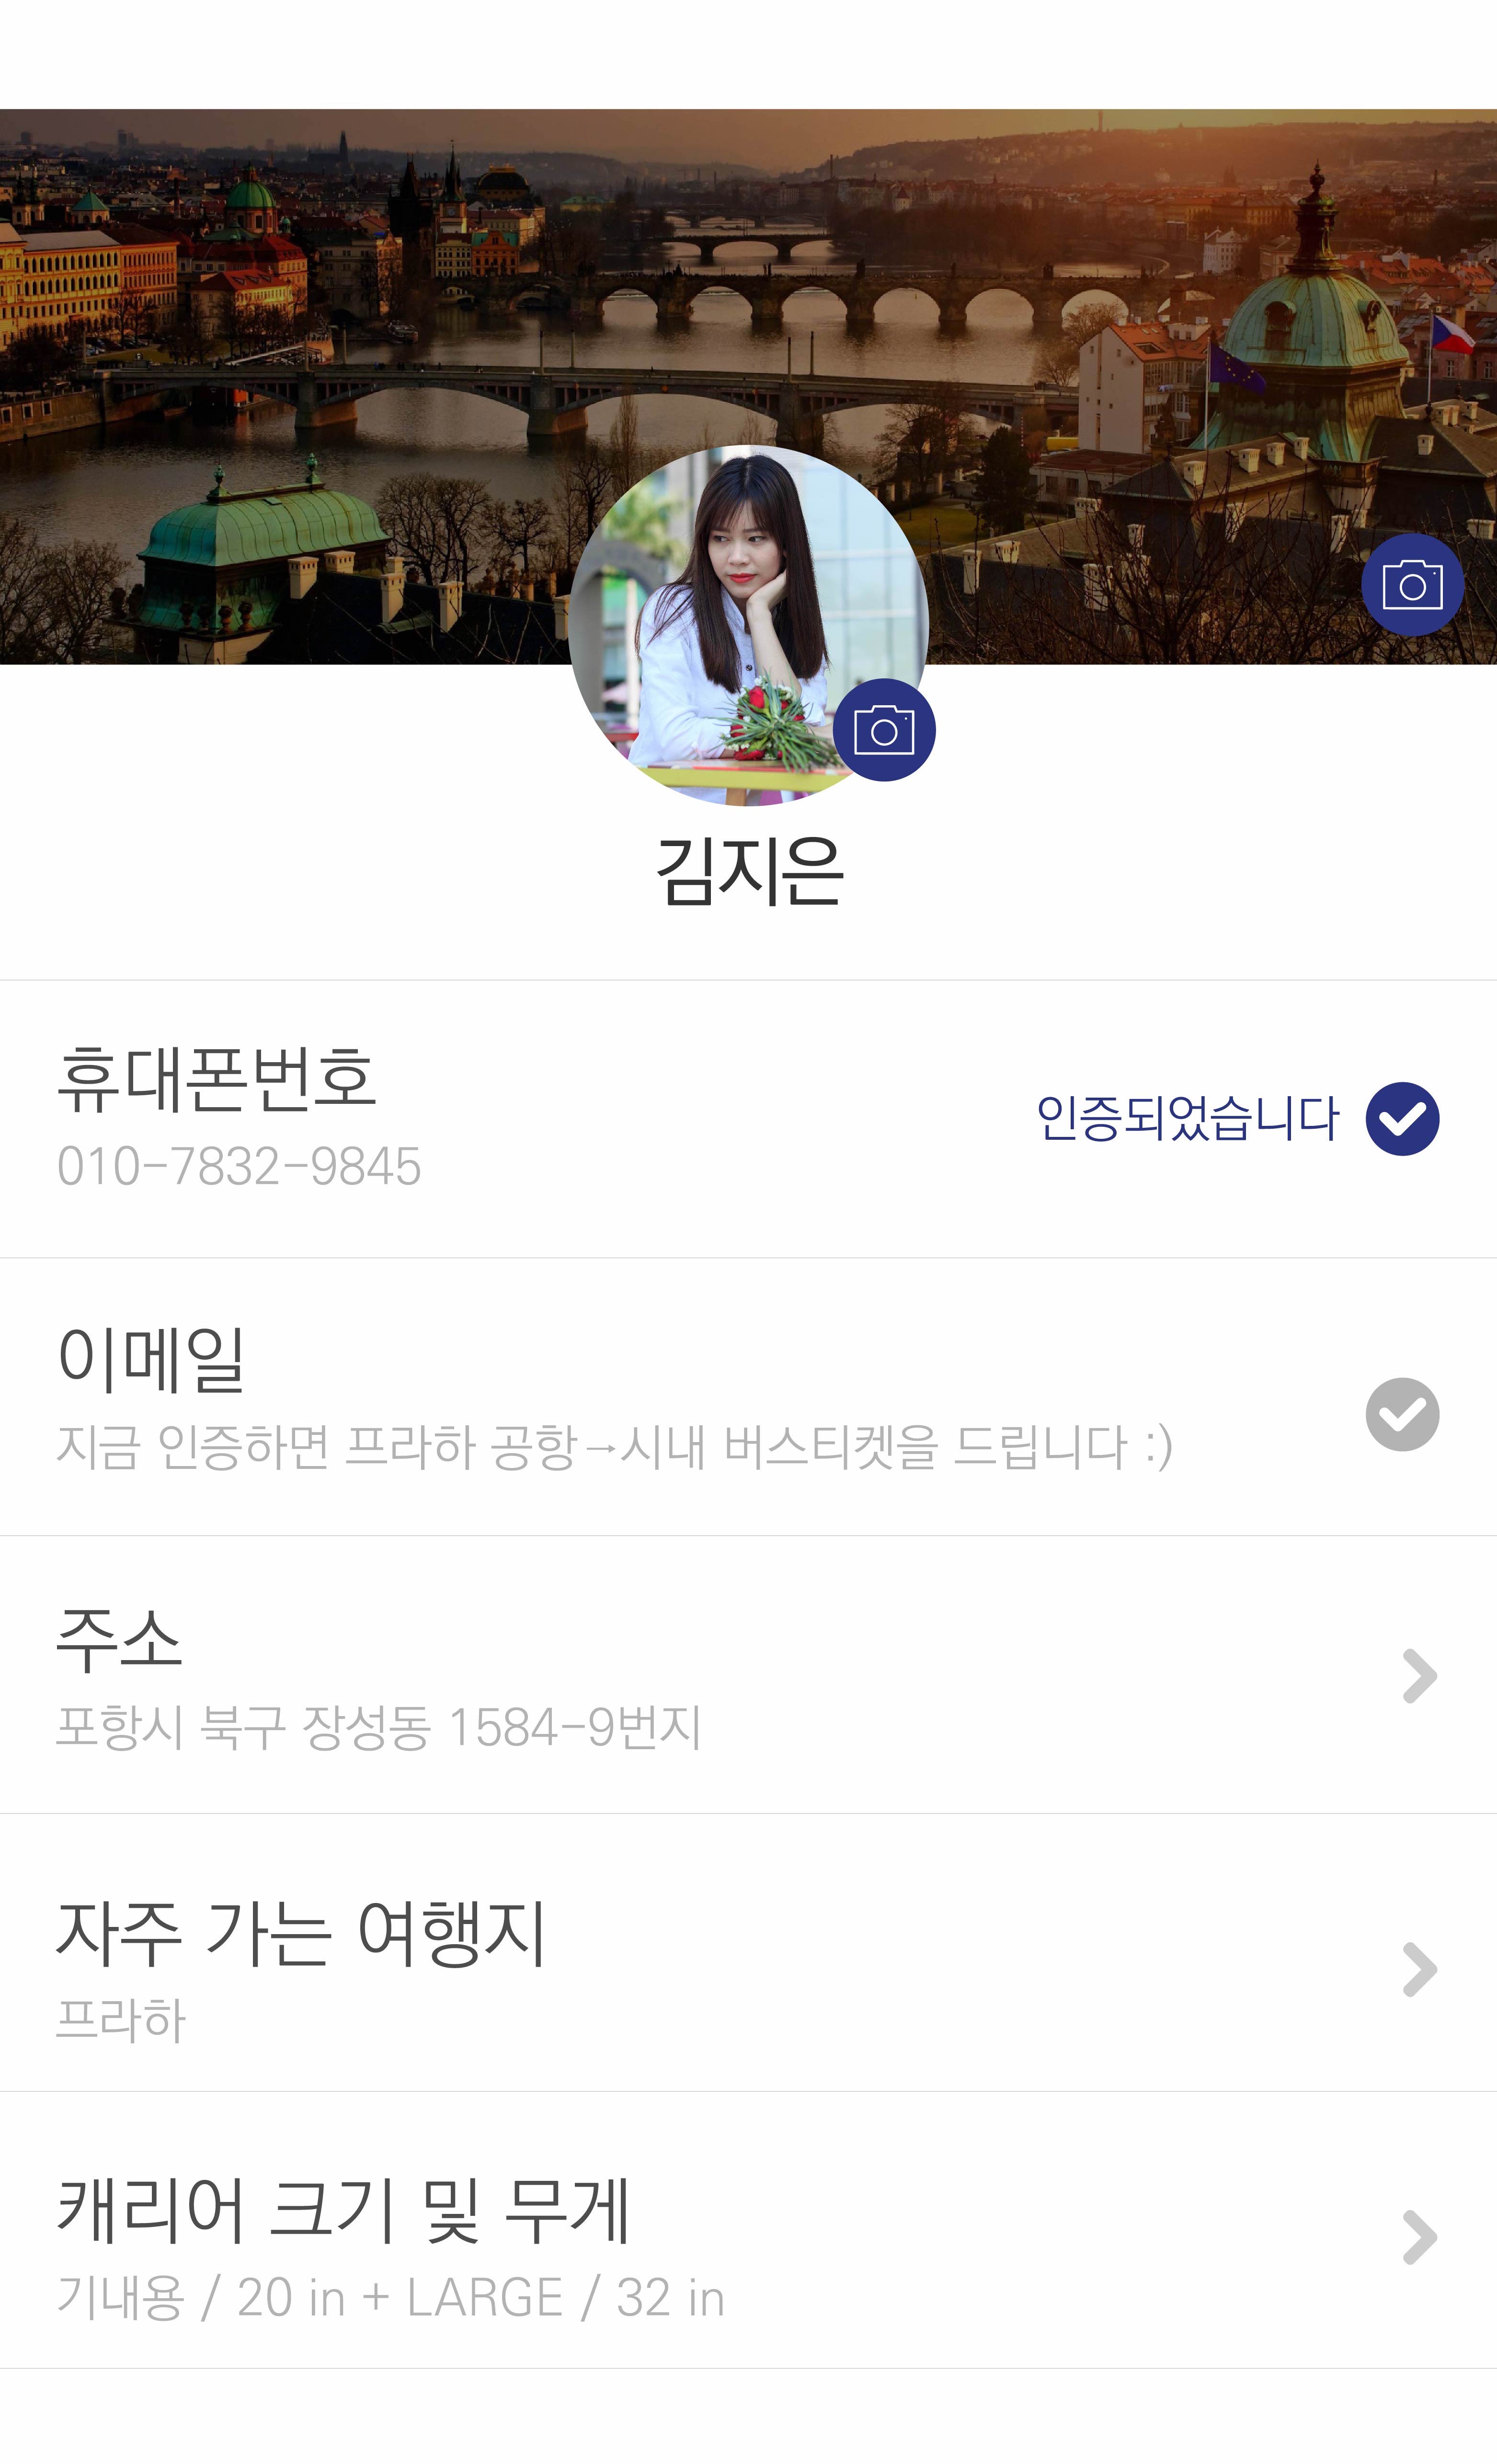 김지은
휴대폰번호
010-7832-9845
인증되었습니다
이메일
지금 인증하면 프라하 공항→시내 버스티켓을 드립니다 :)
주소
포항시 북구 장성동 1584-9번지
자주 가는 여행지
프라하
캐리어 크기 및 무게
기내용 / 20 in + LARGE / 32 in